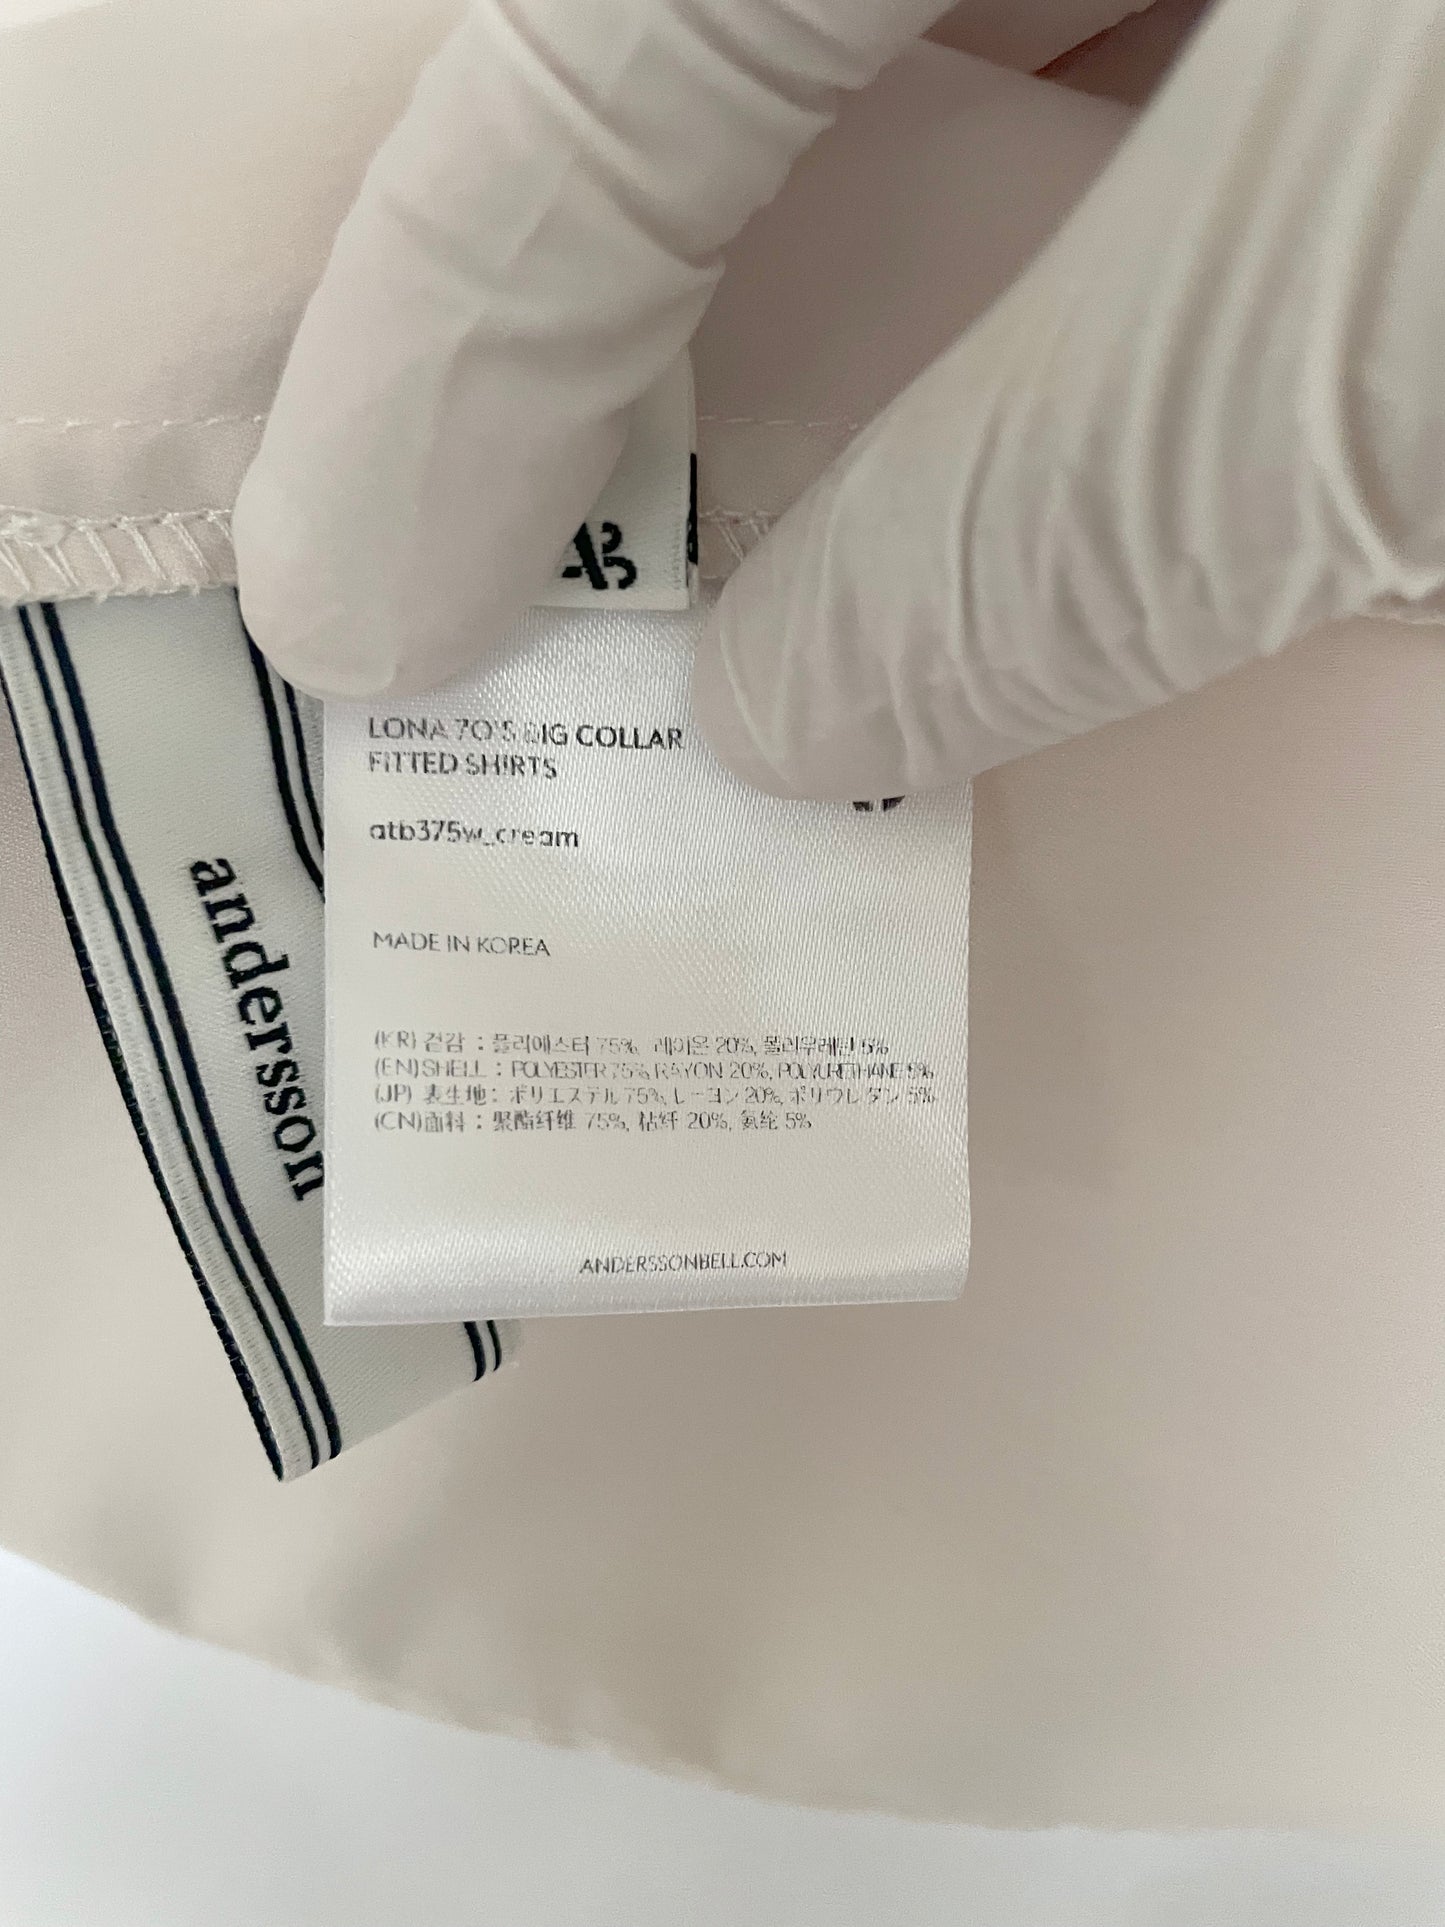 AB
LONA 70'S BIG COLLAR
FITTED SHIRTS
atb375w_cream
MADE IN KOREA
(KR) 겉감 : 폴리에스터 75%, 레이온 20%, 폴리우레탄 5%
(EN)SHELL : POLYESTER 75%, RAYON 20%, POLYURETHANE 5%
(JP) 表生地 : ポリエステル 75%, レーヨン 20%, ポリウレタン 5%
(CN)面料 : 聚酯纤维 75%, 粘纤 20%, 氨纶 5%
ANDERSSONBELL.COM
andersson